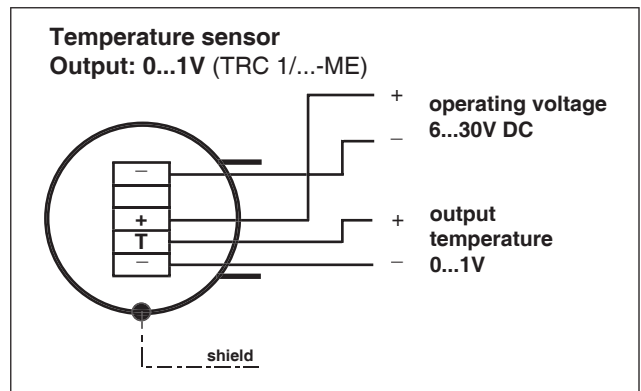 Temperature sensor
Output: 0...1V (TRC 1/...-ME)
+
operating voltage
–
6...30V DC
–
+
T
–
+
output
temperature
–
0...1V
shield